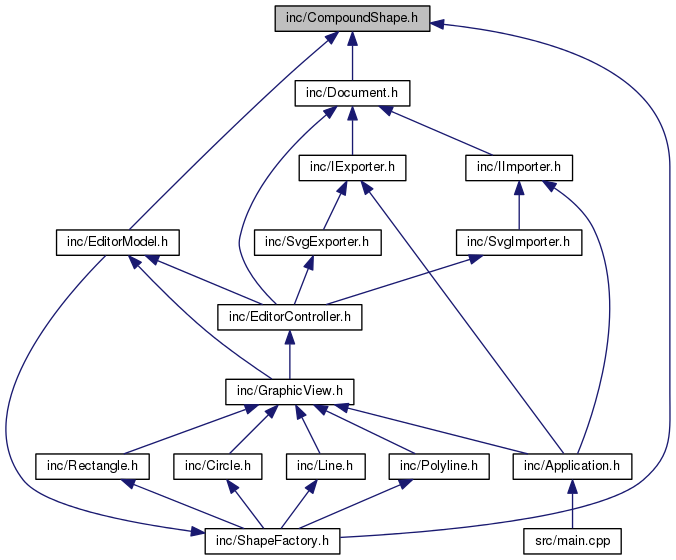 inc/CompoundShape.h
inc/Document.h
inc/IExporter.h
inc/IImporter.h
inc/EditorModel.h
inc/SvgExporter.h
inc/SvgImporter.h
inc/EditorController.h
inc/GraphicView.h
inc/Rectangle.h
inc/Circle.h
inc/Line.h
inc/Polyline.h
inc/Application.h
inc/ShapeFactory.h
src/main.cpp